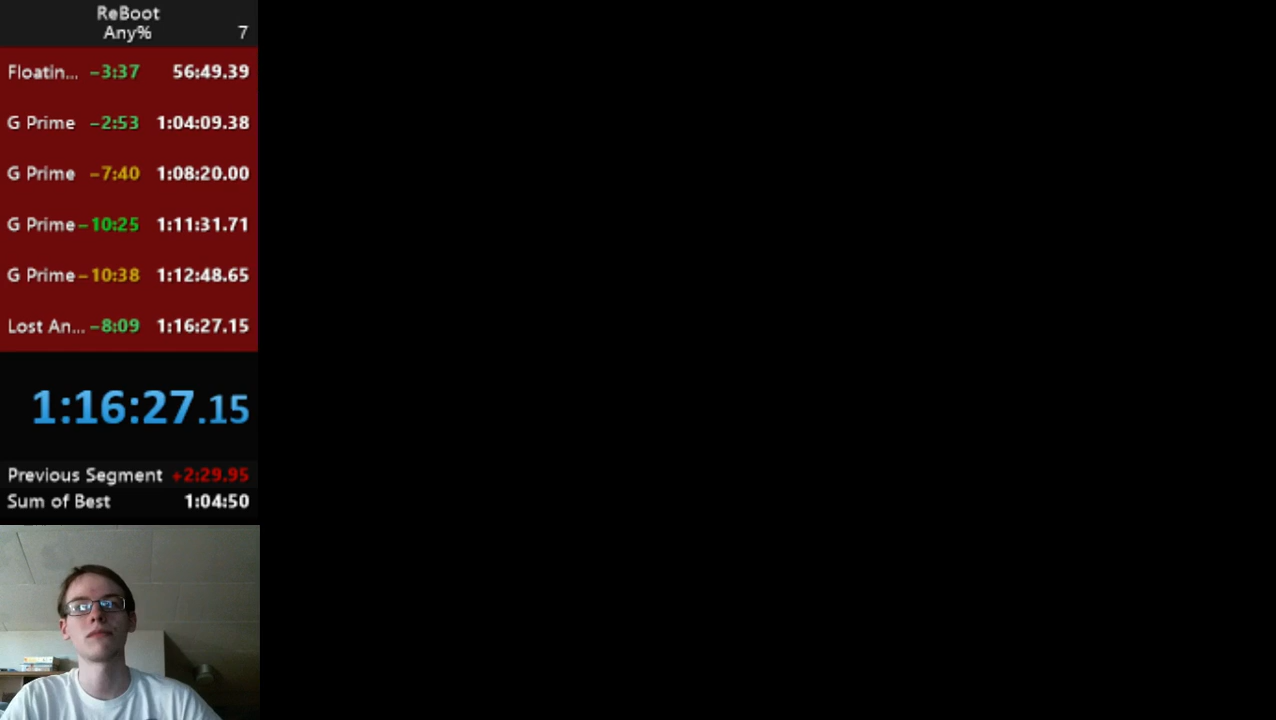 ReBoot
Any% 7
Floatin... −3:37 56:49.39
G Prime −2:53 1:04:09.38
G Prime −7:40 1:08:20.00
G Prime −10:25 1:11:31.71
G Prime −10:38 1:12:48.65
Lost An... −8:09 1:16:27.15
1:16:27.15
Previous Segment +2:29.95
Sum of Best 1:04:50